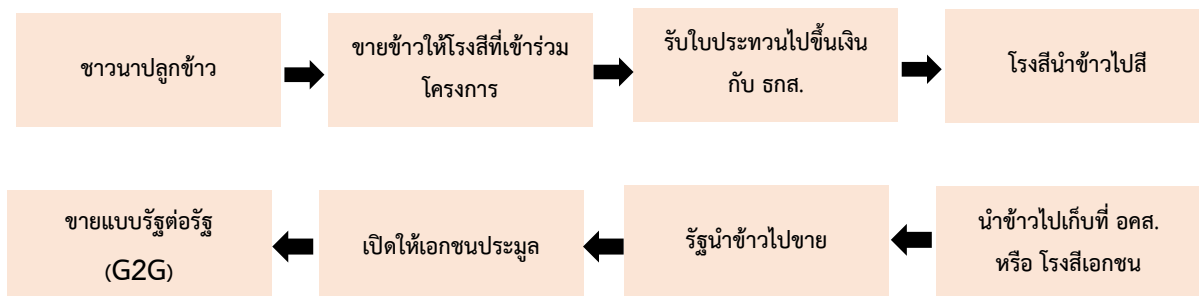 ชาวนาปลูกข้าว
ขายข้าวให้โรงสีที่เข้าร่วม
โครงการ
รับใบประทวนไปขึ้นเงิน
กับ ธกส.
โรงสีนำข้าวไปสี
นำข้าวไปเก็บที่ อคส.
หรือ โรงสีเอกชน
รัฐนำข้าวไปขาย
เปิดให้เอกชนประมูล
ขายแบบรัฐต่อรัฐ
(G2G)